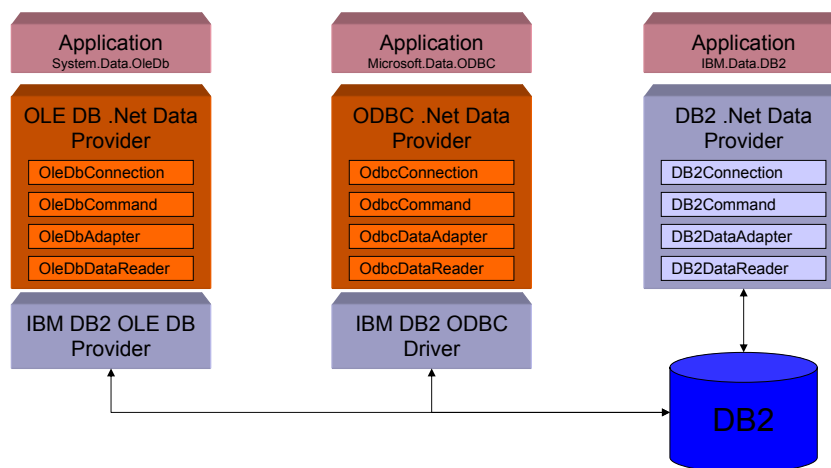 Application
System.Data.OleDb
OLE DB .Net Data
Provider
OleDbConnection
OleDbCommand
OleDbAdapter
OleDbDataReader
IBM DB2 OLE DB
Provider
Application
Microsoft.Data.ODBC
ODBC .Net Data
Provider
OdbcConnection
OdbcCommand
OdbcDataAdapter
OdbcDataReader
IBM DB2 ODBC
Driver
Application
IBM.Data.DB2
DB2 .Net Data
Provider
DB2Connection
DB2Command
DB2DataAdapter
DB2DataReader
DB2